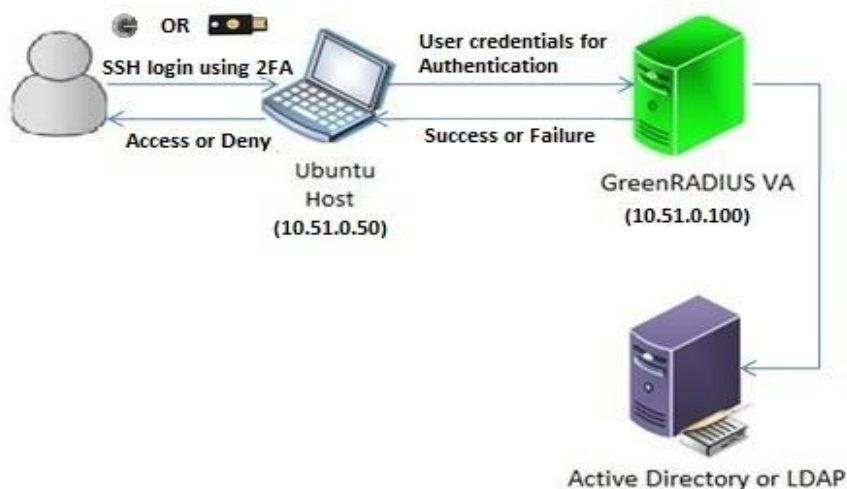 OR
SSH login using 2FA
Access or Deny
User credentials for
Authentication
Success or Failure
Ubuntu
Host
(10.51.0.50)
GreenRADIUS VA
(10.51.0.100)
Active Directory or LDAP